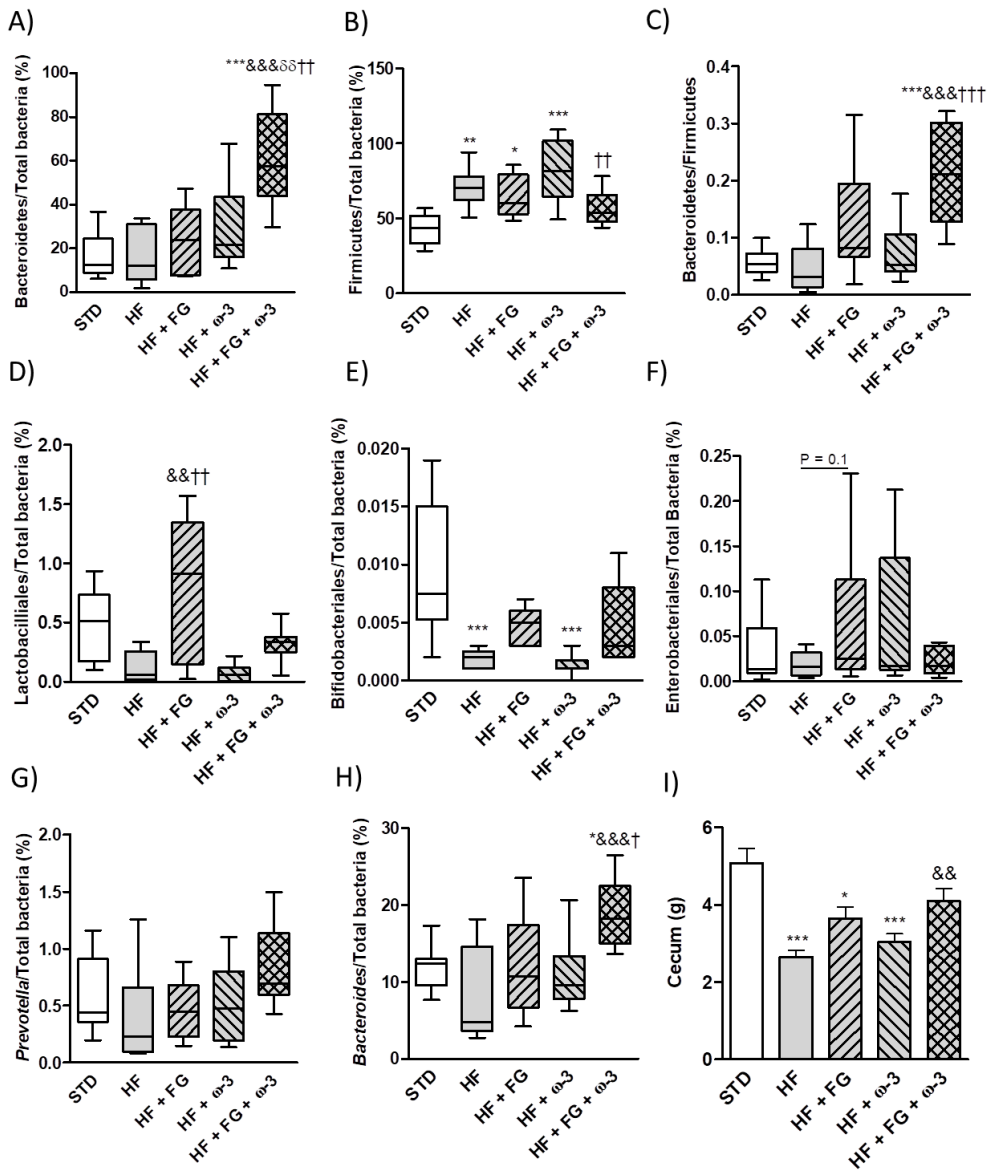 A)
Bacteroidetes/Total bacteria (%)
100
80
60
40
20
0
***&&&δδ††
STD
HF
HF + FG
HF + ω-3
HF + FG + ω-3
B)
Firmicutes/Total bacteria (%)
150
100
50
0
**
*
***
††
STD
HF
HF + FG
HF + ω-3
HF + FG + ω-3
C)
Bacteroides/Firmicutes
0.4
0.3
0.2
0.1
0.0
***&&&†††
STD
HF
HF + FG
HF + ω-3
HF + FG + ω-3
D)
Lactobacilliales/Total bacteria (%)
2.0
1.5
1.0
0.5
0.0
&&††
STD
HF
HF + FG
HF + ω-3
HF + FG + ω-3
E)
Bifidobacteriales/Total bacteria (%)
0.020
0.015
0.010
0.005
0.000
***
***
STD
HF
HF + FG
HF + ω-3
HF + FG + ω-3
F)
Enterobacteriales/Total Bacteria (%)
0.25
0.20
0.15
0.10
0.05
0.00
P = 0.1
STD
HF
HF + FG
HF + ω-3
HF + FG + ω-3
G)
Prevotella/Total bacteria (%)
2.0
1.5
1.0
0.5
0.0
STD
HF
HF + FG
HF + ω-3
HF + FG + ω-3
H)
Bacteroides/Total bacteria (%)
30
20
10
0
*&&&†
STD
HF
HF + FG
HF + ω-3
HF + FG + ω-3
I)
Cecum (g)
6
4
2
0
***
*
***
&&
STD
HF
HF + FG
HF + ω-3
HF + FG + ω-3